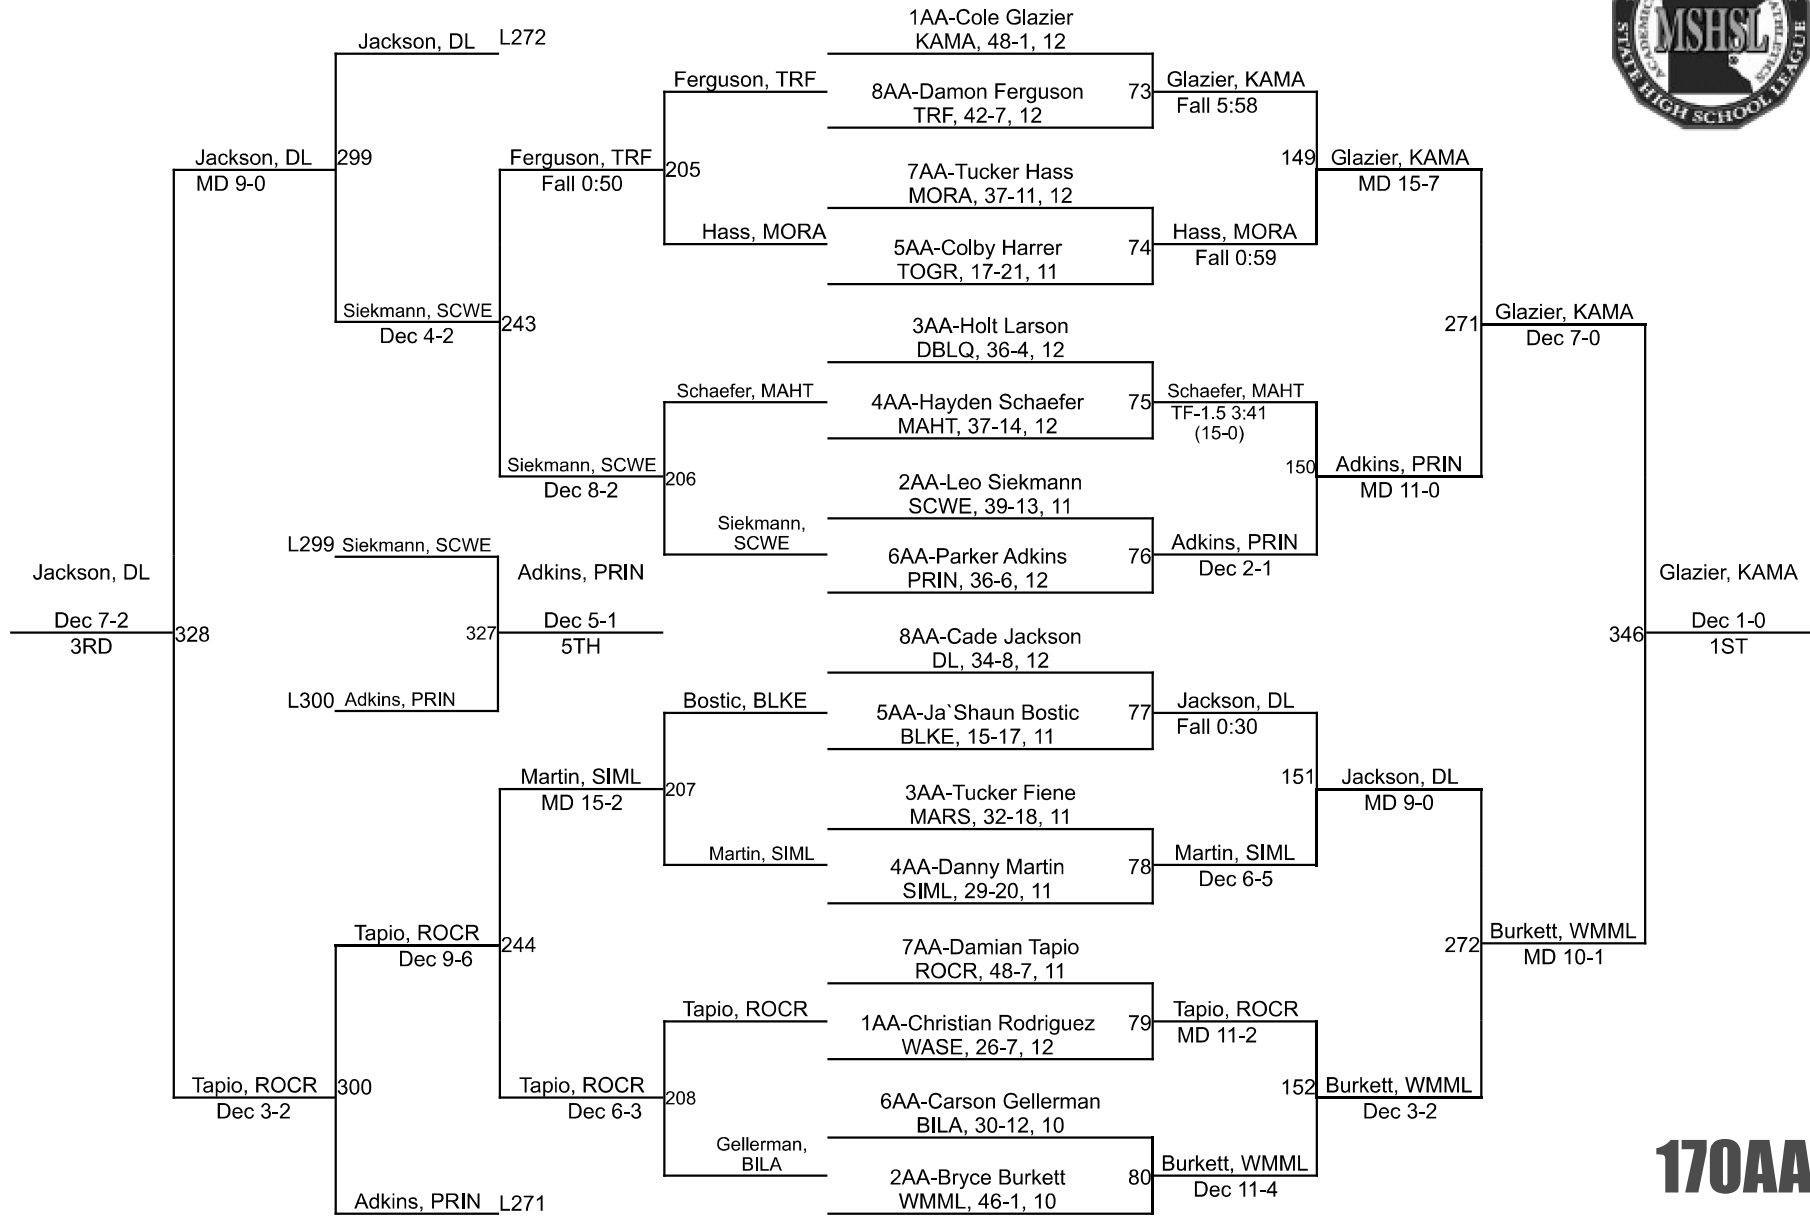 Jackson, DL
L272
299
Jackson, DL
MD 9-0
Siekmann, SCWE
Dec 4-2
243
Ferguson, TRF
Fall 0:50
205
Ferguson, TRF
Hass, MORA
Siekmann, SCWE
Dec 8-2
206
Schaefer, MAHT
Siekmann,
SCWE
L299 Siekmann, SCWE
L300 Adkins, PRIN
327
Adkins, PRIN
Dec 5-1
5TH
Jackson, DL
Dec 7-2
3RD
328
Martin, SIML
MD 15-2
207
Bostic, BLKE
Martin, SIML
Tapio, ROCR
Dec 9-6
244
Tapio, ROCR
Dec 3-2
300
Tapio, ROCR
Dec 6-3
208
Tapio, ROCR
Gellerman,
BILA
Adkins, PRIN
L271
1AA-Cole Glazier
KAMA, 48-1, 12
8AA-Damon Ferguson
TRF, 42-7, 12
73
7AA-Tucker Hass
MORA, 37-11, 12
5AA-Colby Harrer
TOGR, 17-21, 11
74
3AA-Holt Larson
DBLQ, 36-4, 12
4AA-Hayden Schaefer
MAHT, 37-14, 12
75
2AA-Leo Siekmann
SCWE, 39-13, 11
6AA-Parker Adkins
PRIN, 36-6, 12
76
8AA-Cade Jackson
DL, 34-8, 12
5AA-Ja`Shaun Bostic
BLKE, 15-17, 11
77
3AA-Tucker Fiene
MARS, 32-18, 11
4AA-Danny Martin
SIML, 29-20, 11
78
7AA-Damian Tapio
ROCR, 48-7, 11
1AA-Christian Rodriguez
WASE, 26-7, 12
79
6AA-Carson Gellerman
BILA, 30-12, 10
2AA-Bryce Burkett
WMML, 46-1, 10
80
Glazier, KAMA
Fall 5:58
Hass, MORA
Fall 0:59
149
Glazier, KAMA
MD 15-7
Schaefer, MAHT
TF-1.5 3:41
(15-0)
Adkins, PRIN
Dec 2-1
150
Adkins, PRIN
MD 11-0
271
Glazier, KAMA
Dec 7-0
Jackson, DL
Fall 0:30
Martin, SIML
Dec 6-5
151
Jackson, DL
MD 9-0
Tapio, ROCR
MD 11-2
Burkett, WMML
Dec 11-4
152
Burkett, WMML
Dec 3-2
272
Burkett, WMML
MD 10-1
346
Glazier, KAMA
Dec 1-0
1ST
MSHSL
STATE HIGH SCHOOL LEAGUE
170AA